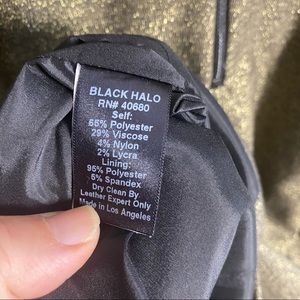 BLACK HALO
RN# 40680
Self:
65% Polyester
29% Viscose
4% Nylon
2% Lycra
Lining:
95% Polyester
5% Spandex
Dry Clean By
Leather Expert Only
Made in Los Angeles